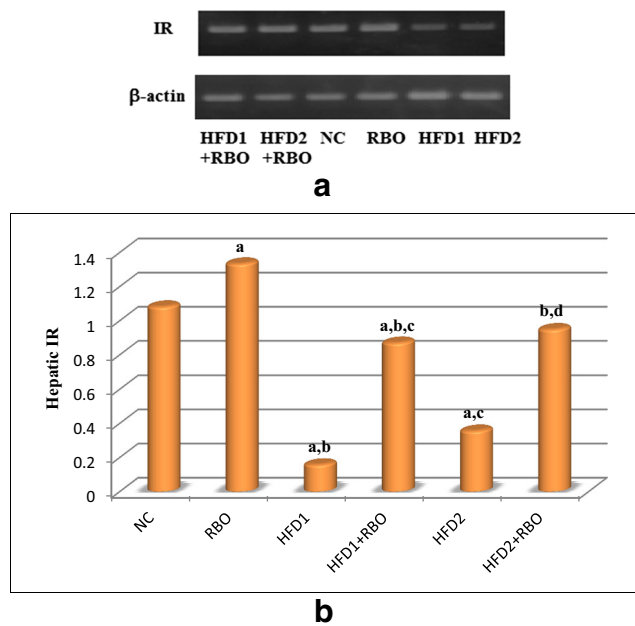 IR
β-actin
HFD1 HFD2 NC RBO HFD1 HFD2
+RBO +RBO
a
Hepatic IR
1.4
1.2
1
0.8
0.6
0.4
0.2
0
a
a,b
a,b,c
a,c
b,d
NC RBO HFD1 HFD1+RBO HFD2 HFD2+RBO
b